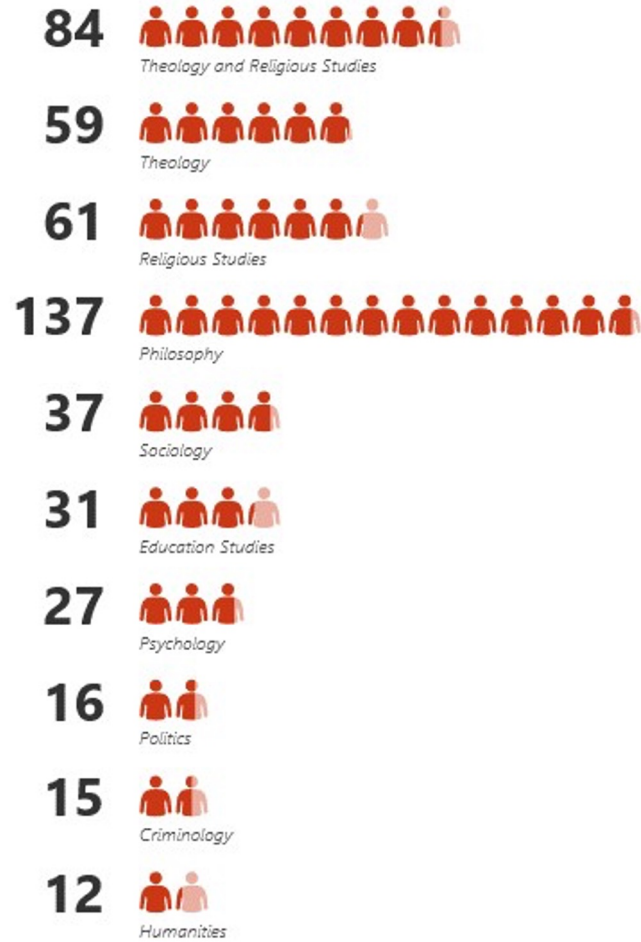 84
Theology and Religious Studies
59
Theology
61
Religious Studies
137
Philosophy
37
Sociology
31
Education Studies
27
Psychology
16
Politics
15
Criminology
12
Humanities